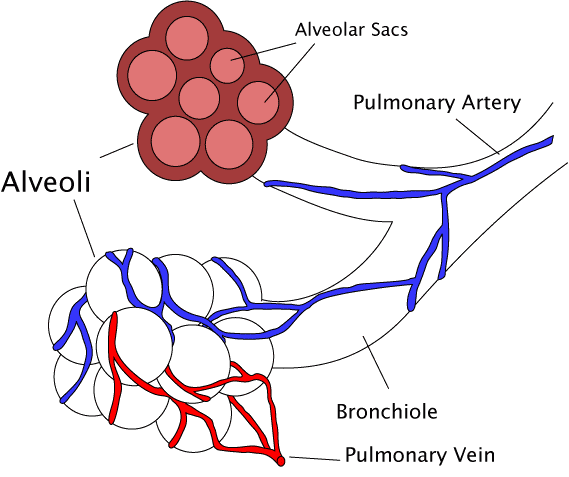 Alveolar Sacs
Pulmonary Artery
Alveoli
Bronchiole
Pulmonary Vein